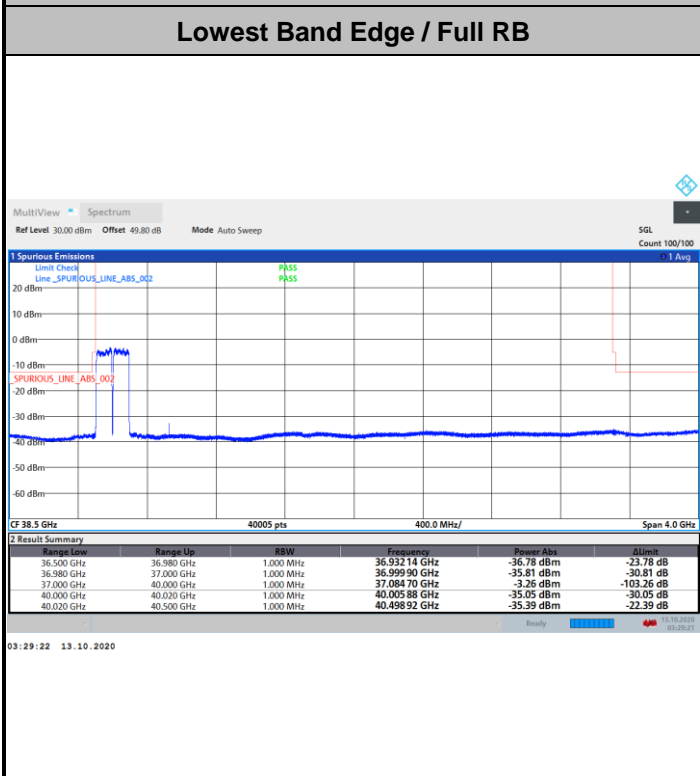 Lowest Band Edge / Full RB
MultiView Spectrum
Ref Level 30.00 dBm Offset 49.80 dB Mode Auto Sweep SGL
Count 100/100
1 Spurious Emissions 1 Avg
Limit Check PASS
Line _SPURIOUS_LINE_ABS_002 PASS
20 dBm
10 dBm
0 dBm
-10 dBm
_SPURIOUS_LINE_ABS_002
-20 dBm
-30 dBm
-40 dBm
-50 dBm
-60 dBm
CF 38.5 GHz 40005 pts 400.0 MHz/ Span 4.0 GHz
2 Result Summary
Range Low Range Up RBW Frequency Power Abs ΔLimit
36.500 GHz 36.980 GHz 1.000 MHz 36.932 14 GHz -36.78 dBm -23.78 dB
36.980 GHz 37.000 GHz 1.000 MHz 36.999 90 GHz -35.81 dBm -30.81 dB
37.000 GHz 40.000 GHz 1.000 MHz 37.084 70 GHz -3.26 dBm -103.26 dB
40.000 GHz 40.020 GHz 1.000 MHz 40.005 88 GHz -35.05 dBm -30.05 dB
40.020 GHz 40.500 GHz 1.000 MHz 40.498 92 GHz -35.39 dBm -22.39 dB
Ready 13.10.2020
03:29:21
03:29:22 13.10.2020